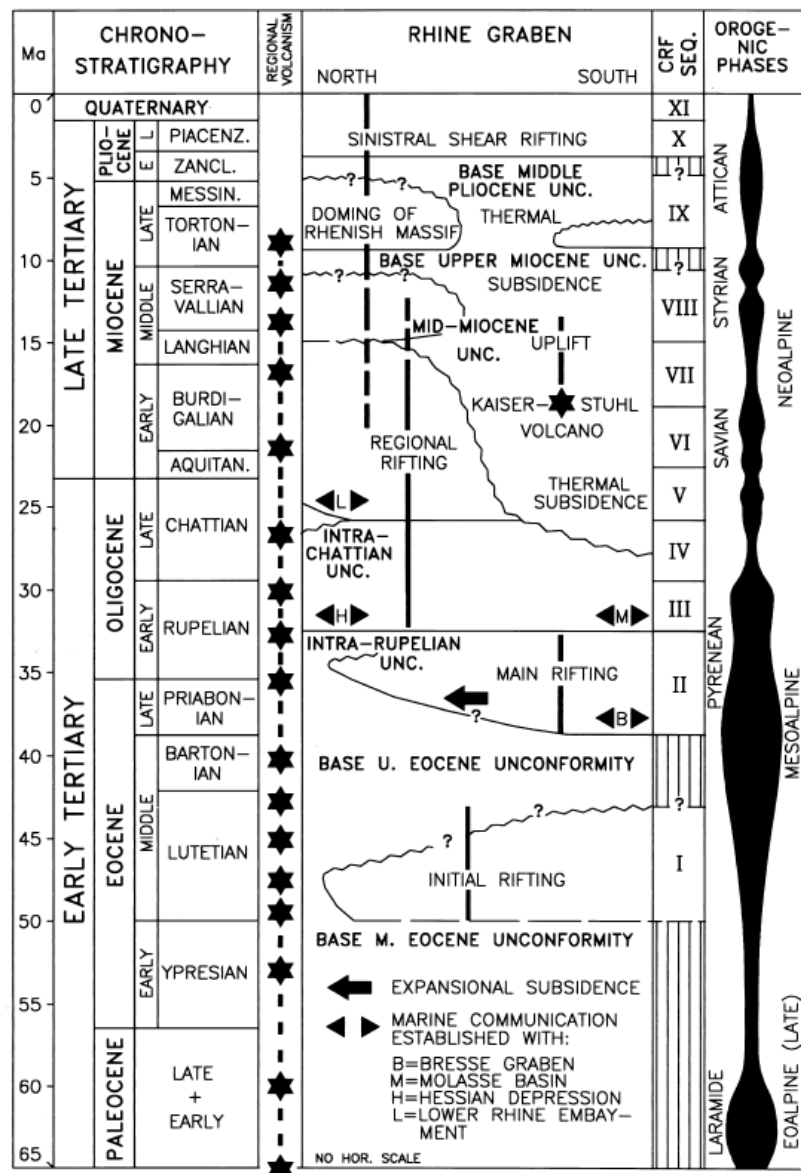 Ma
CHRONO-
STRATIGRAPHY
REGIONAL
VOLCANISM
RHINE GRABEN
NORTH
SOUTH
CRF
SEQ.
OROGE-
NIC
PHASES
0
5
10
15
20
25
30
35
40
45
50
55
60
65
QUATERNARY
LATE TERTIARY
EARLY TERTIARY
PLIO-
CENE
MIOCENE
OLIGOCENE
EOCENE
PALEOCENE
L
E
LATE
MIDDLE
EARLY
LATE
EARLY
LATE
MIDDLE
EARLY
PIACENZ.
ZANCL.
MESSIN.
TORTON-
IAN
SERRA-
VALLIAN
LANGHIAN
BURDI-
GALIAN
AQUITAN.
CHATTIAN
RUPELIAN
PRIABON-
IAN
BARTON-
IAN
LUTETIAN
YPRESIAN
LATE
+
EARLY
SINISTRAL SHEAR RIFTING
BASE MIDDLE
PLIOCENE UNC.
? ?
DOMING OF
RHENISH MASSIF
THERMAL
BASE UPPER MIOCENE UNC.
SUBSIDENCE
? ?
MID-MIOCENE
UNC.
UPLIFT
KAISER-STUHL
VOLCANO
REGIONAL
RIFTING
THERMAL
SUBSIDENCE
L
INTRA-
CHATTIAN
UNC.
H
M
INTRA-RUPELIAN
UNC.
MAIN RIFTING
?
B
BASE U. EOCENE UNCONFORMITY
?
?
INITIAL RIFTING
BASE M. EOCENE UNCONFORMITY
EXPANSIONAL SUBSIDENCE
MARINE COMMUNICATION
ESTABLISHED WITH:
B=BRESSE GRABEN
M=MOLASSE BASIN
H=HESSIAN DEPRESSION
L=LOWER RHINE EMBAY-
MENT
NO HOR. SCALE
XI
X
?
IX
?
VIII
VII
VI
V
IV
III
II
?
I
ATTICAN
STYRIAN
SAVIAN
PYRENEAN
LARAMIDE
NEOALPINE
MESOALPINE
EOALPINE (LATE)